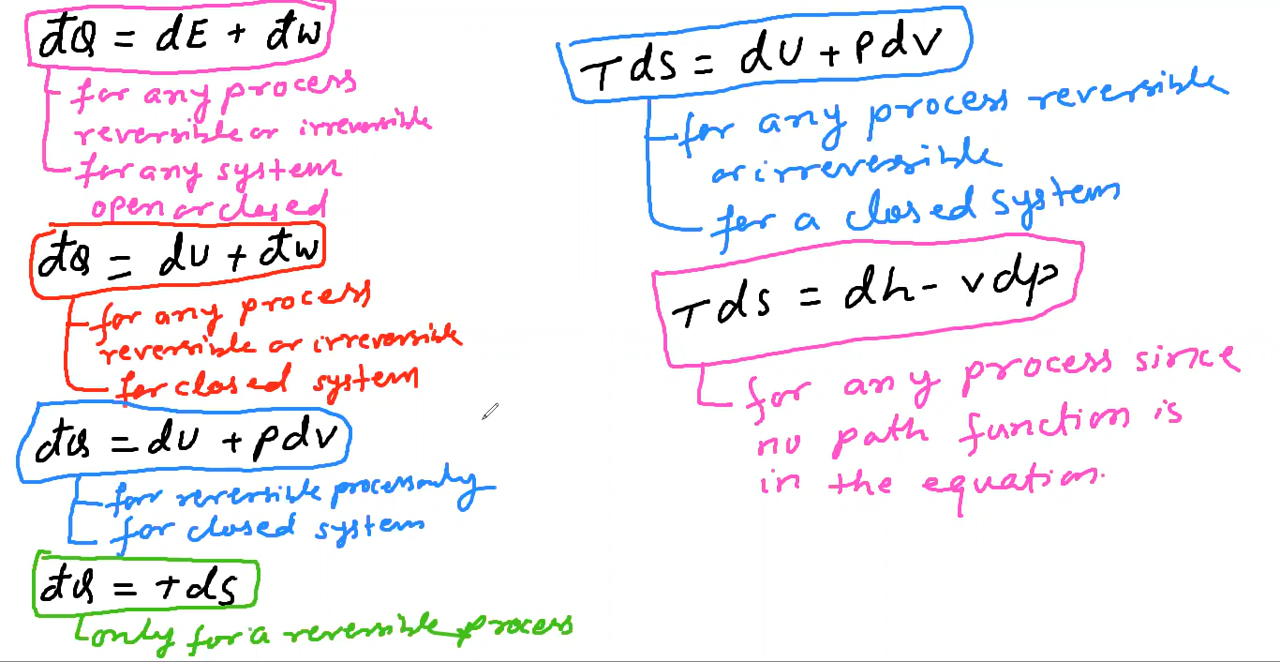 đQ = dE + đW
for any process
reversible or irreversible
for any system
open or closed
đQ = dU + đW
for any process
reversible or irreversible
for closed system
đQ = dU + pdV
for reversible process only
for closed system
đQ = TdS
only for a reversible process
TdS = dU + PdV
for any process reversible
or irreversible
for a closed system
TdS = dh - vdp
for any process since
no path function is
in the equation.